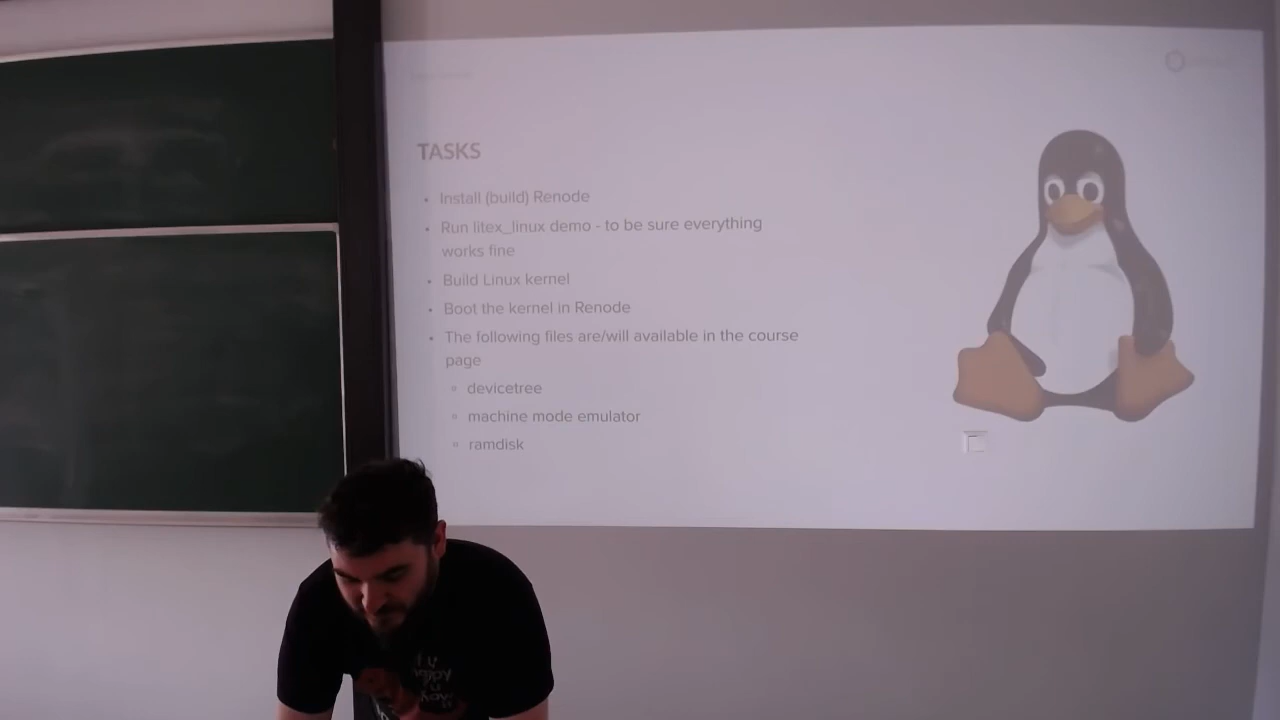 TASKS
• Install (build) Renode
• Run litex_linux demo - to be sure everything
works fine
• Build Linux kernel
• Boot the kernel in Renode
• The following files are/will available in the course
page
◦ devicetree
◦ machine mode emulator
◦ ramdisk